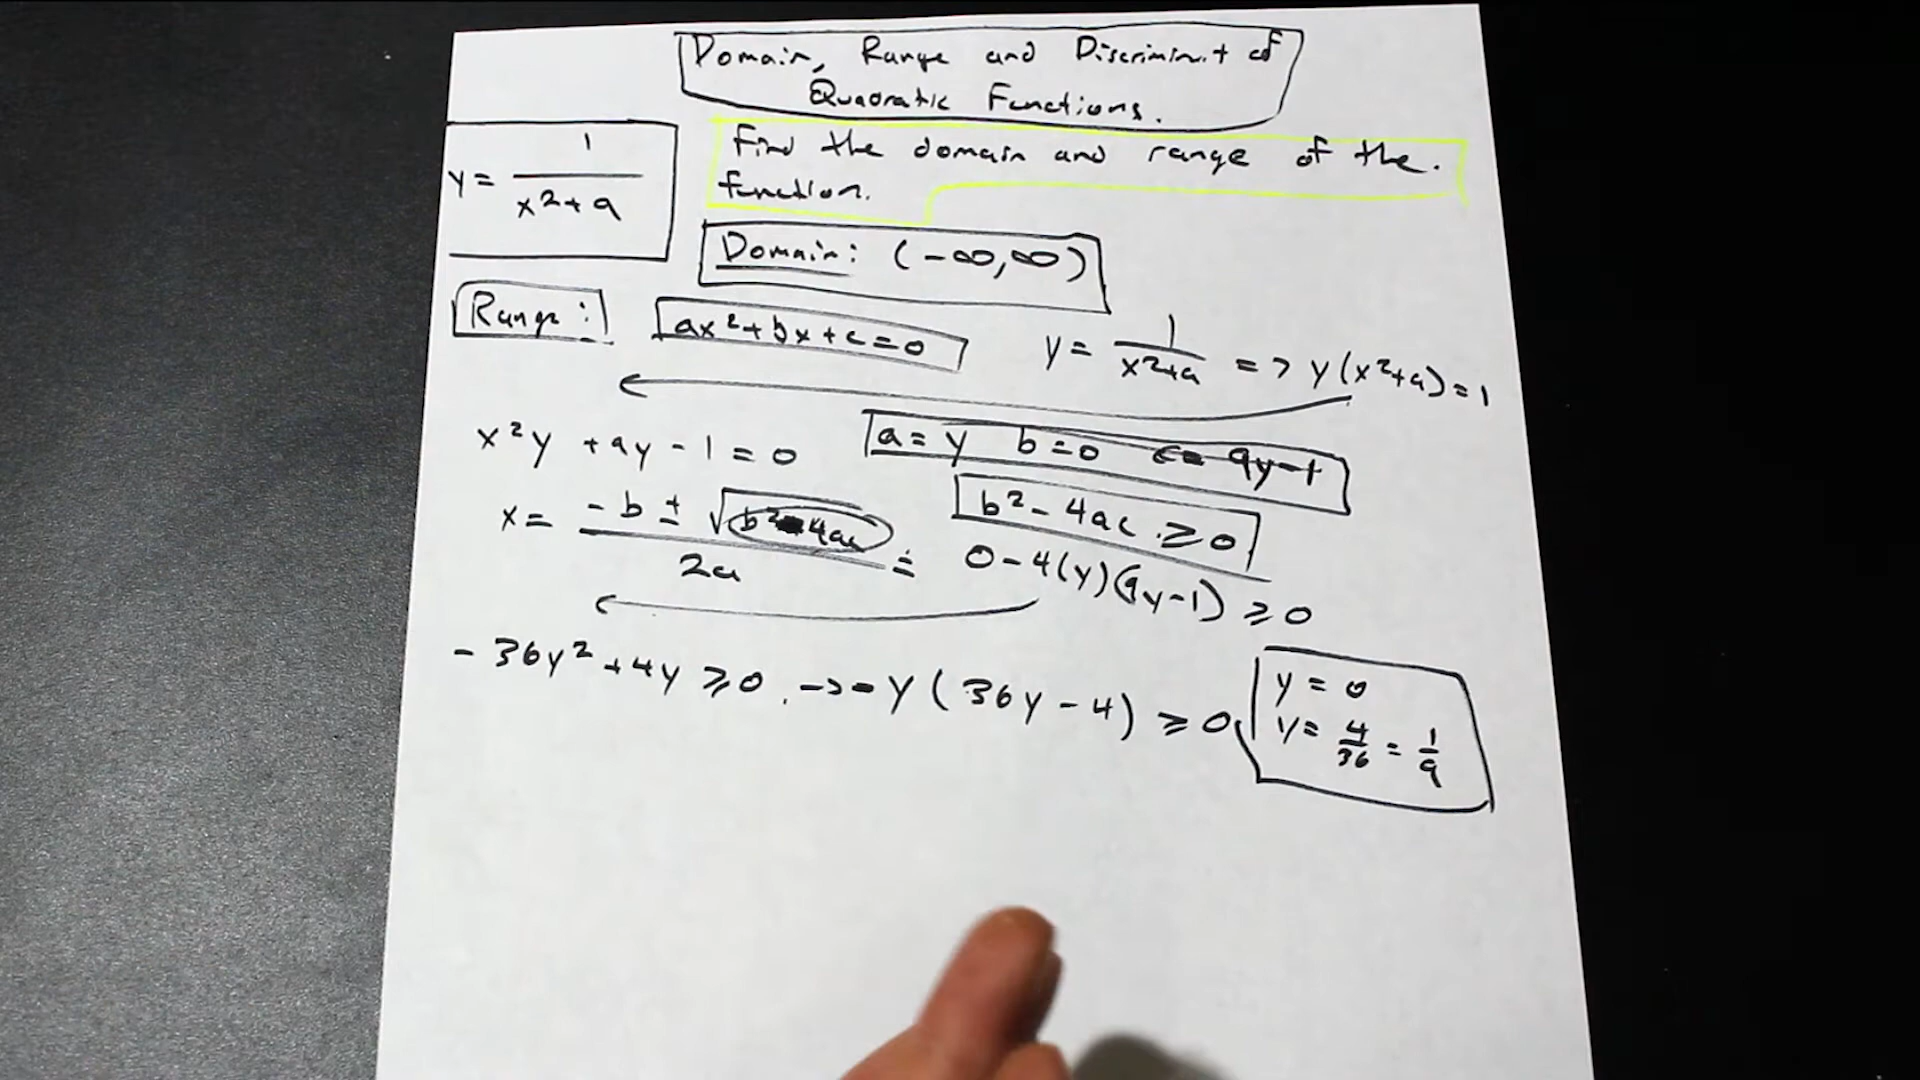 Domain, Range and Discriminint of
Quadratic Functions.
y = 1/(x²+9)
Find the domain and range of the.
function.
Domain: (-∞,∞)
Range:
ax²+bx+c=0
y = 1/(x²+9) => y(x²+9)=1
x²y +9y-1=0
a=y b=0 c= 9y-1
x= (-b ± √(b²-4ac))/2a =
b²-4ac ≥0
0-4(y)(9y-1) ≥0
-36y²+4y ≥0. -> -y(36y-4) ≥0
y=0
y= 4/36 = 1/9